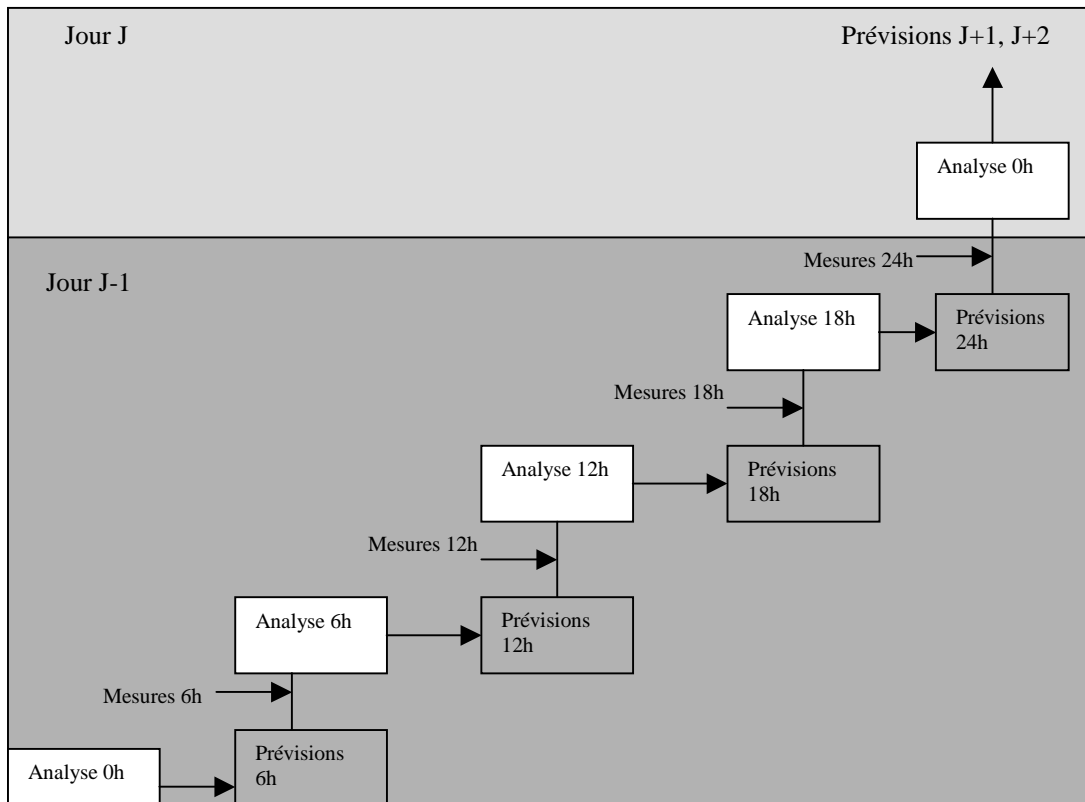 Jour J
Prévisions J+1, J+2
Analyse 0h
Mesures 24h
Jour J-1
Analyse 18h
Prévisions
24h
Mesures 18h
Analyse 12h
Prévisions
18h
Mesures 12h
Analyse 6h
Prévisions
12h
Mesures 6h
Prévisions
6h
Analyse 0h